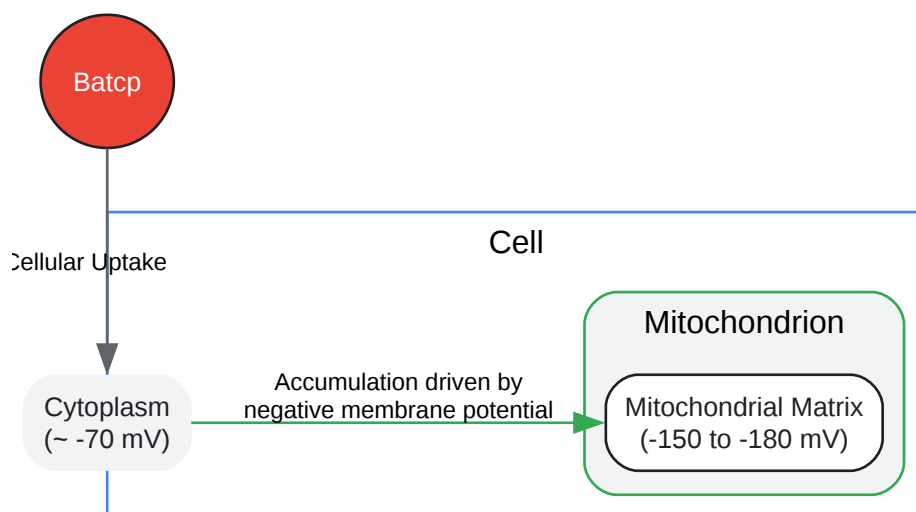 Batcp
Cell
Cellular Uptake
Mitochondrion
Accumulation driven by
negative membrane potential
Cytoplasm
(~ -70 mV)
Mitochondrial Matrix
(-150 to -180 mV)